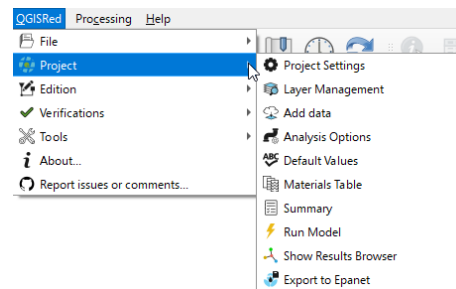 QGISRed Processing Help
File
Project
Edition
Verifications
Tools
About...
Report issues or comments...
Project Settings
Layer Management
Add data
Analysis Options
ABC Default Values
Materials Table
Summary
Run Model
Show Results Browser
Export to Epanet